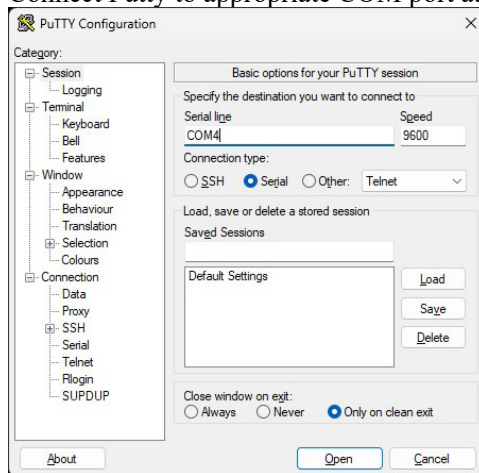 Connect Putty to appropriate COM port at
PuTTY Configuration
Category:
Session
Logging
Terminal
Keyboard
Bell
Features
Window
Appearance
Behaviour
Translation
Selection
Colours
Connection
Data
Proxy
SSH
Serial
Telnet
Rlogin
SUPDUP
Basic options for your PuTTY session
Specify the destination you want to connect to
Serial line Speed
COM4 9600
Connection type:
SSH Serial Other: Telnet
Load, save or delete a stored session
Saved Sessions
Default Settings
Load
Save
Delete
Close window on exit:
Always Never Only on clean exit
About Open Cancel